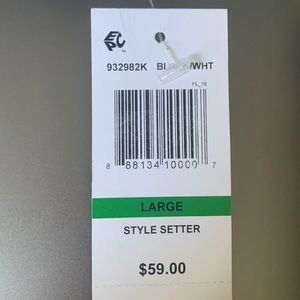 932982K
FL_19
8 88134 10000 7
LARGE
STYLE SETTER
$59.00